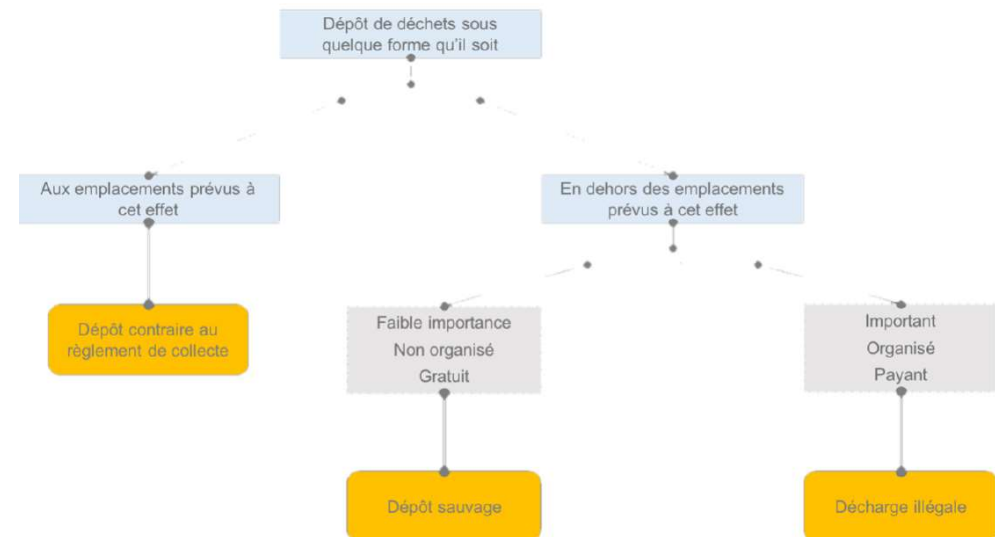 Dépôt de déchets sous
quelque forme qu'il soit
Aux emplacements prévus à
cet effet
En dehors des emplacements
prévus à cet effet
Dépôt contraire au
règlement de collecte
Faible importance
Non organisé
Gratuit
Important
Organisé
Payant
Dépôt sauvage
Décharge illégale